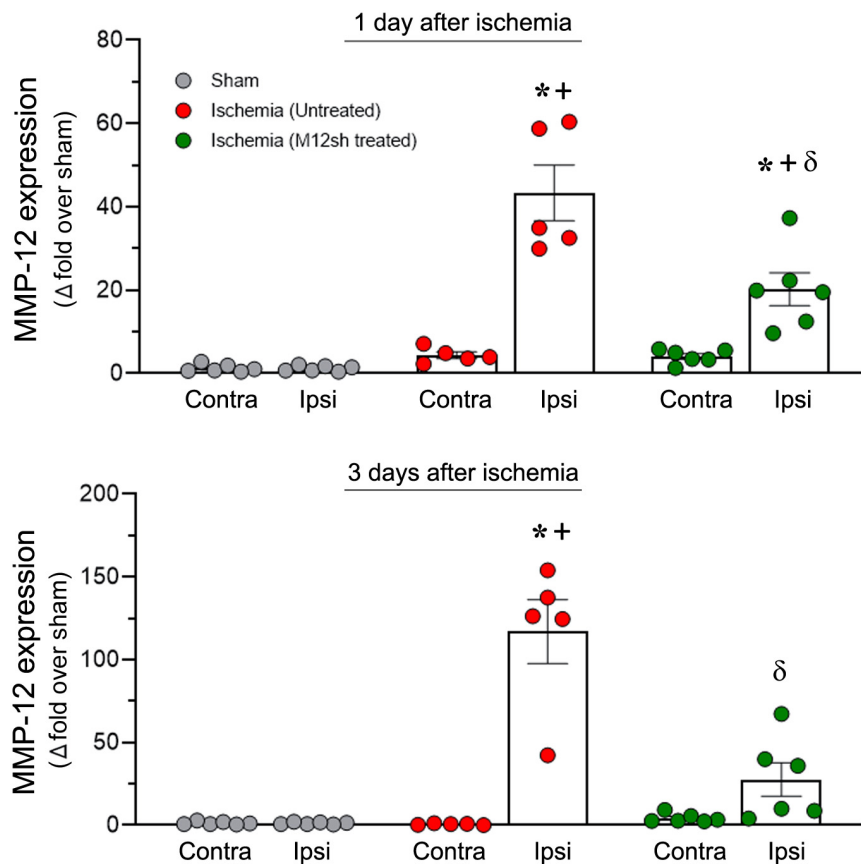 1 day after ischemia
80
Sham
Ischemia (Untreated)
Ischemia (M12sh treated)
*+
*+δ
60
40
20
0
MMP-12 expression
(Δ fold over sham)
Contra Ipsi Contra Ipsi Contra Ipsi
3 days after ischemia
200
*+
150
100
δ
50
0
MMP-12 expression
(Δ fold over sham)
Contra Ipsi Contra Ipsi Contra Ipsi